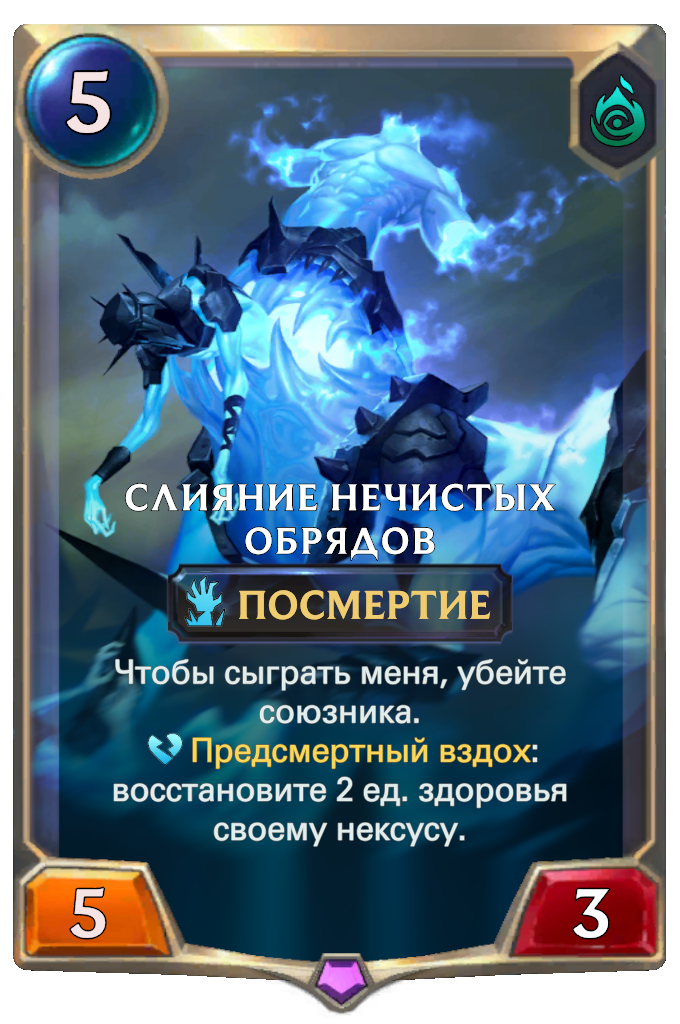 5
СЛИЯНИЕ НЕЧИСТЫХ
ОБРЯДОВ
ПОСМЕРТИЕ
Чтобы сыграть меня, убейте
союзника.
Предсмертный вздох:
восстановите 2 ед. здоровья
своему нексусу.
5
3